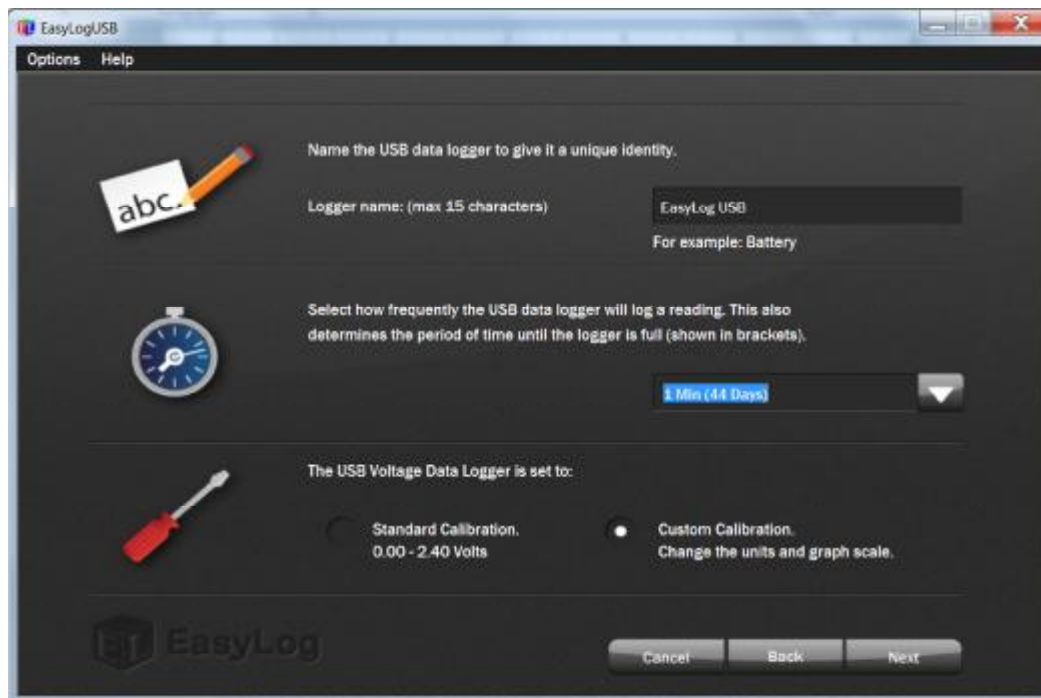 EasyLogUSB
Options Help
Name the USB data logger to give it a unique identity.
abc.
Logger name: (max 15 characters)
EasyLog USB
For example: Battery
Select how frequently the USB data logger will log a reading. This also
determines the period of time until the logger is full (shown in brackets).
1 Min (44 Days)
The USB Voltage Data Logger is set to:
Standard Calibration.
0.00 - 2.40 Volts
Custom Calibration.
Change the units and graph scale.
EasyLog
Cancel Back Next